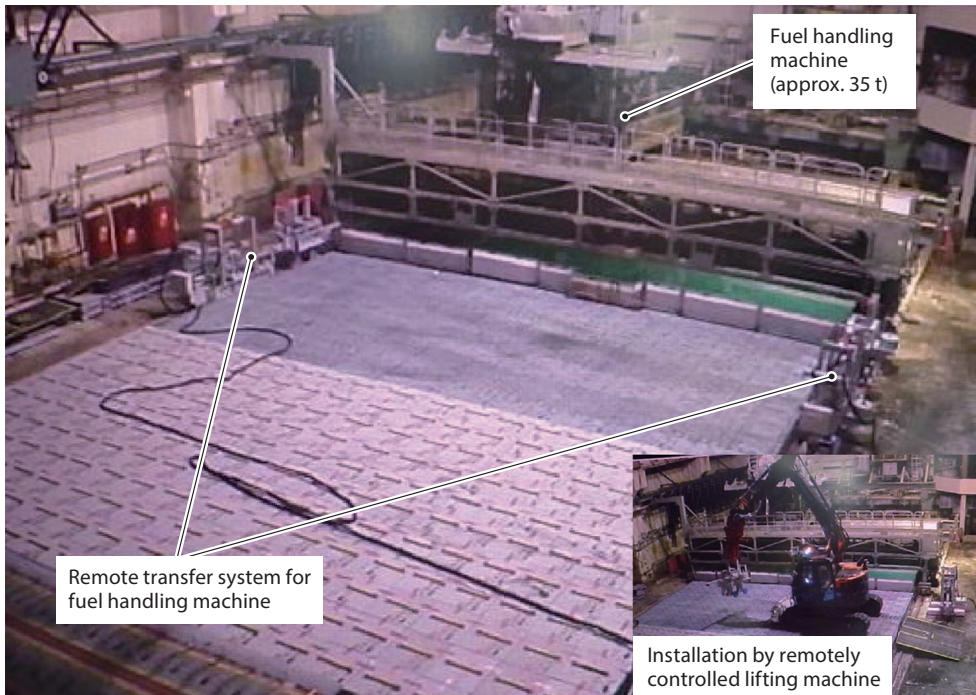 Fuel handling
machine
(approx. 35 t)
Remote transfer system for
fuel handling machine
Installation by remotely
controlled lifting machine